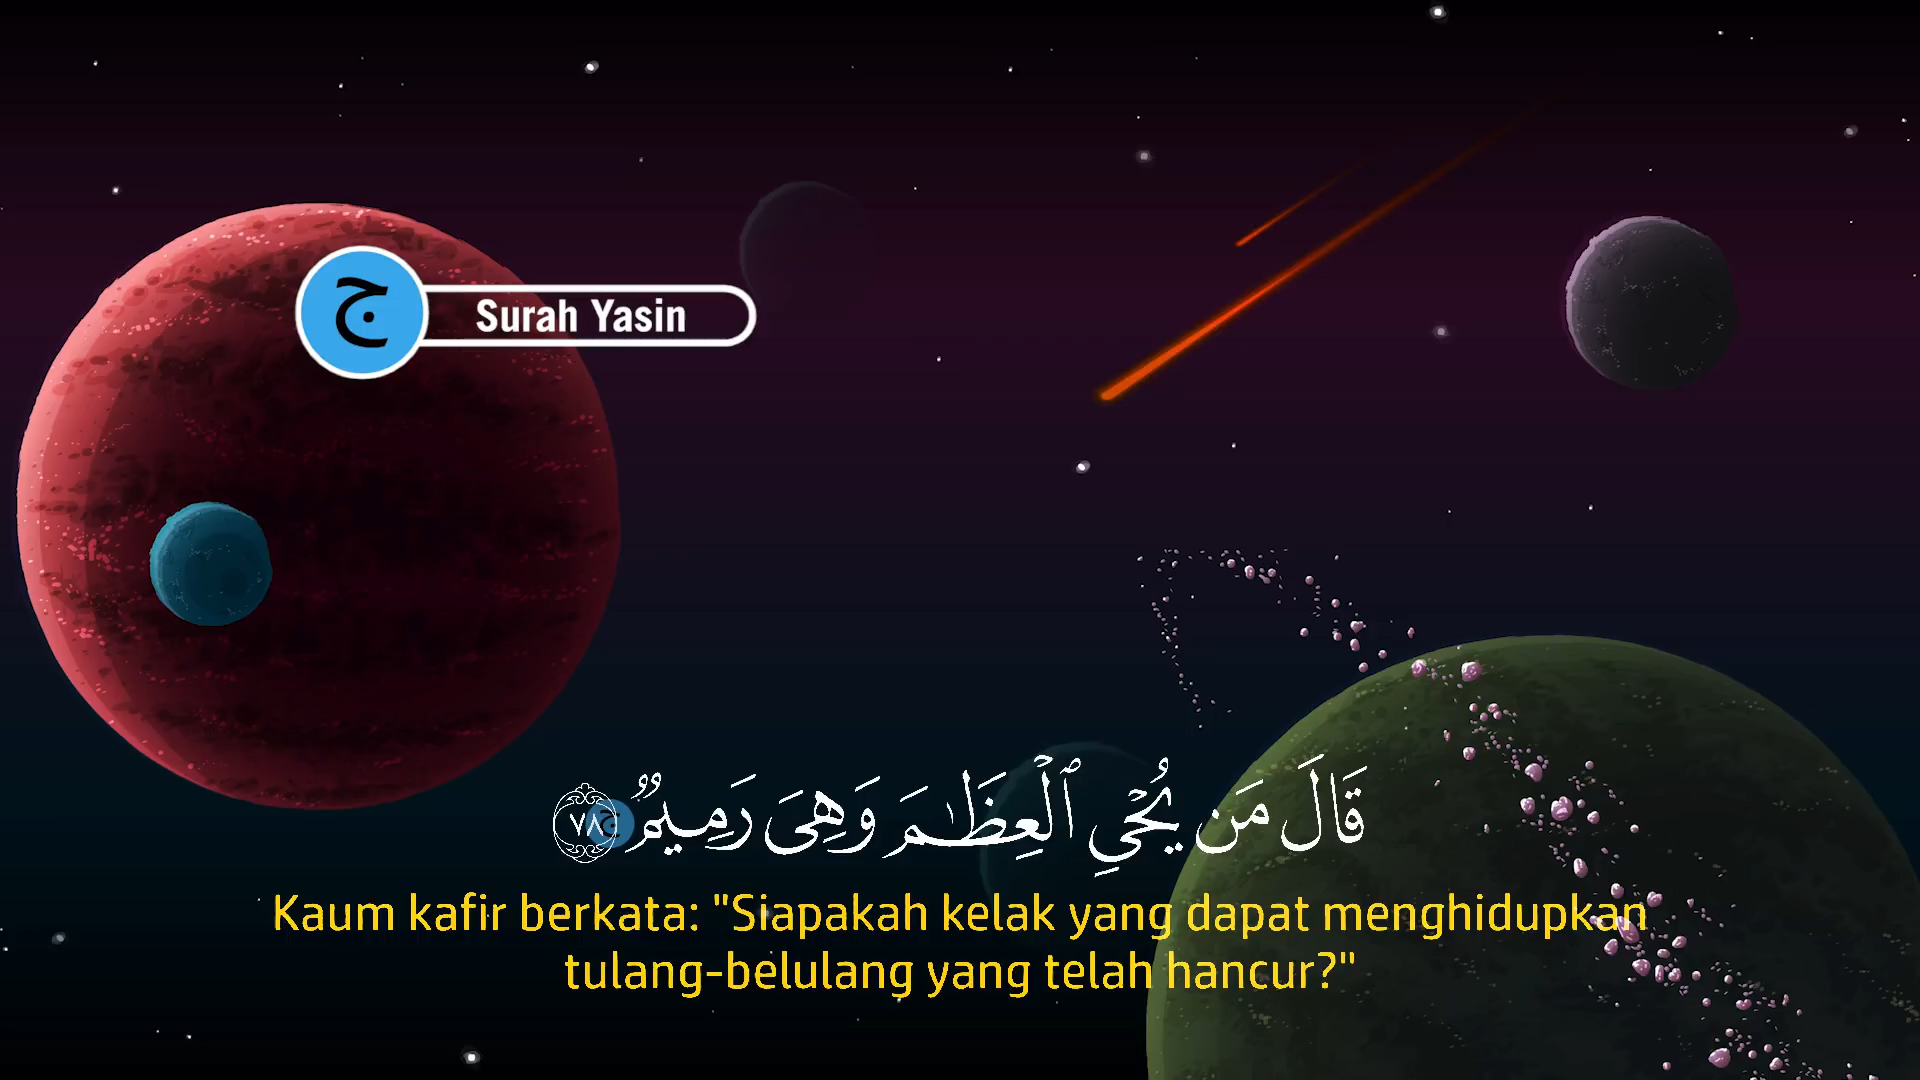 ج
Surah Yasin
قَالَ مَن يُحْيِ ٱلْعِظَٰمَ وَهِىَ رَمِيمٌ ٧٨
ج
Kaum kafir berkata: "Siapakah kelak yang dapat menghidupkan
tulang-belulang yang telah hancur?"